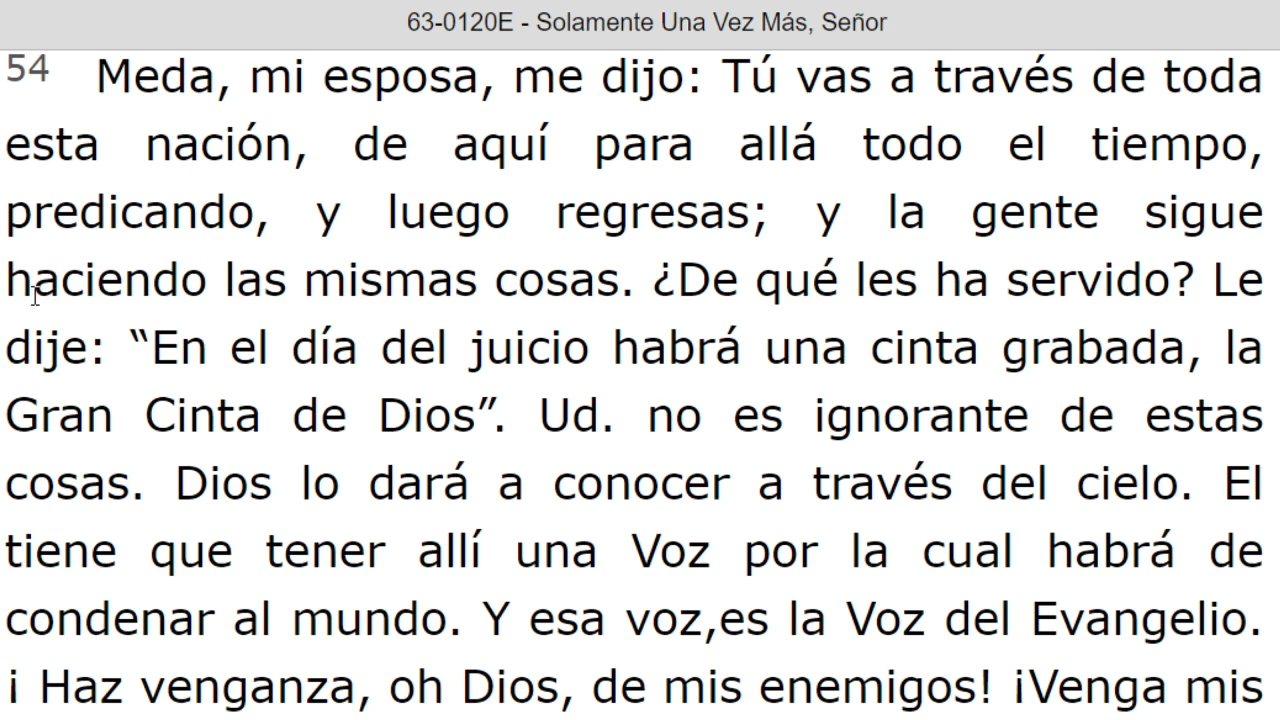 63-0120E - Solamente Una Vez Más, Señor
54 Meda, mi esposa, me dijo: Tú vas a través de toda
esta nación, de aquí para allá todo el tiempo,
predicando, y luego regresas; y la gente sigue
haciendo las mismas cosas. ¿De qué les ha servido? Le
dije: “En el día del juicio habrá una cinta grabada, la
Gran Cinta de Dios”. Ud. no es ignorante de estas
cosas. Dios lo dará a conocer a través del cielo. El
tiene que tener allí una Voz por la cual habrá de
condenar al mundo. Y esa voz,es la Voz del Evangelio.
¡ Haz venganza, oh Dios, de mis enemigos! ¡Venga mis